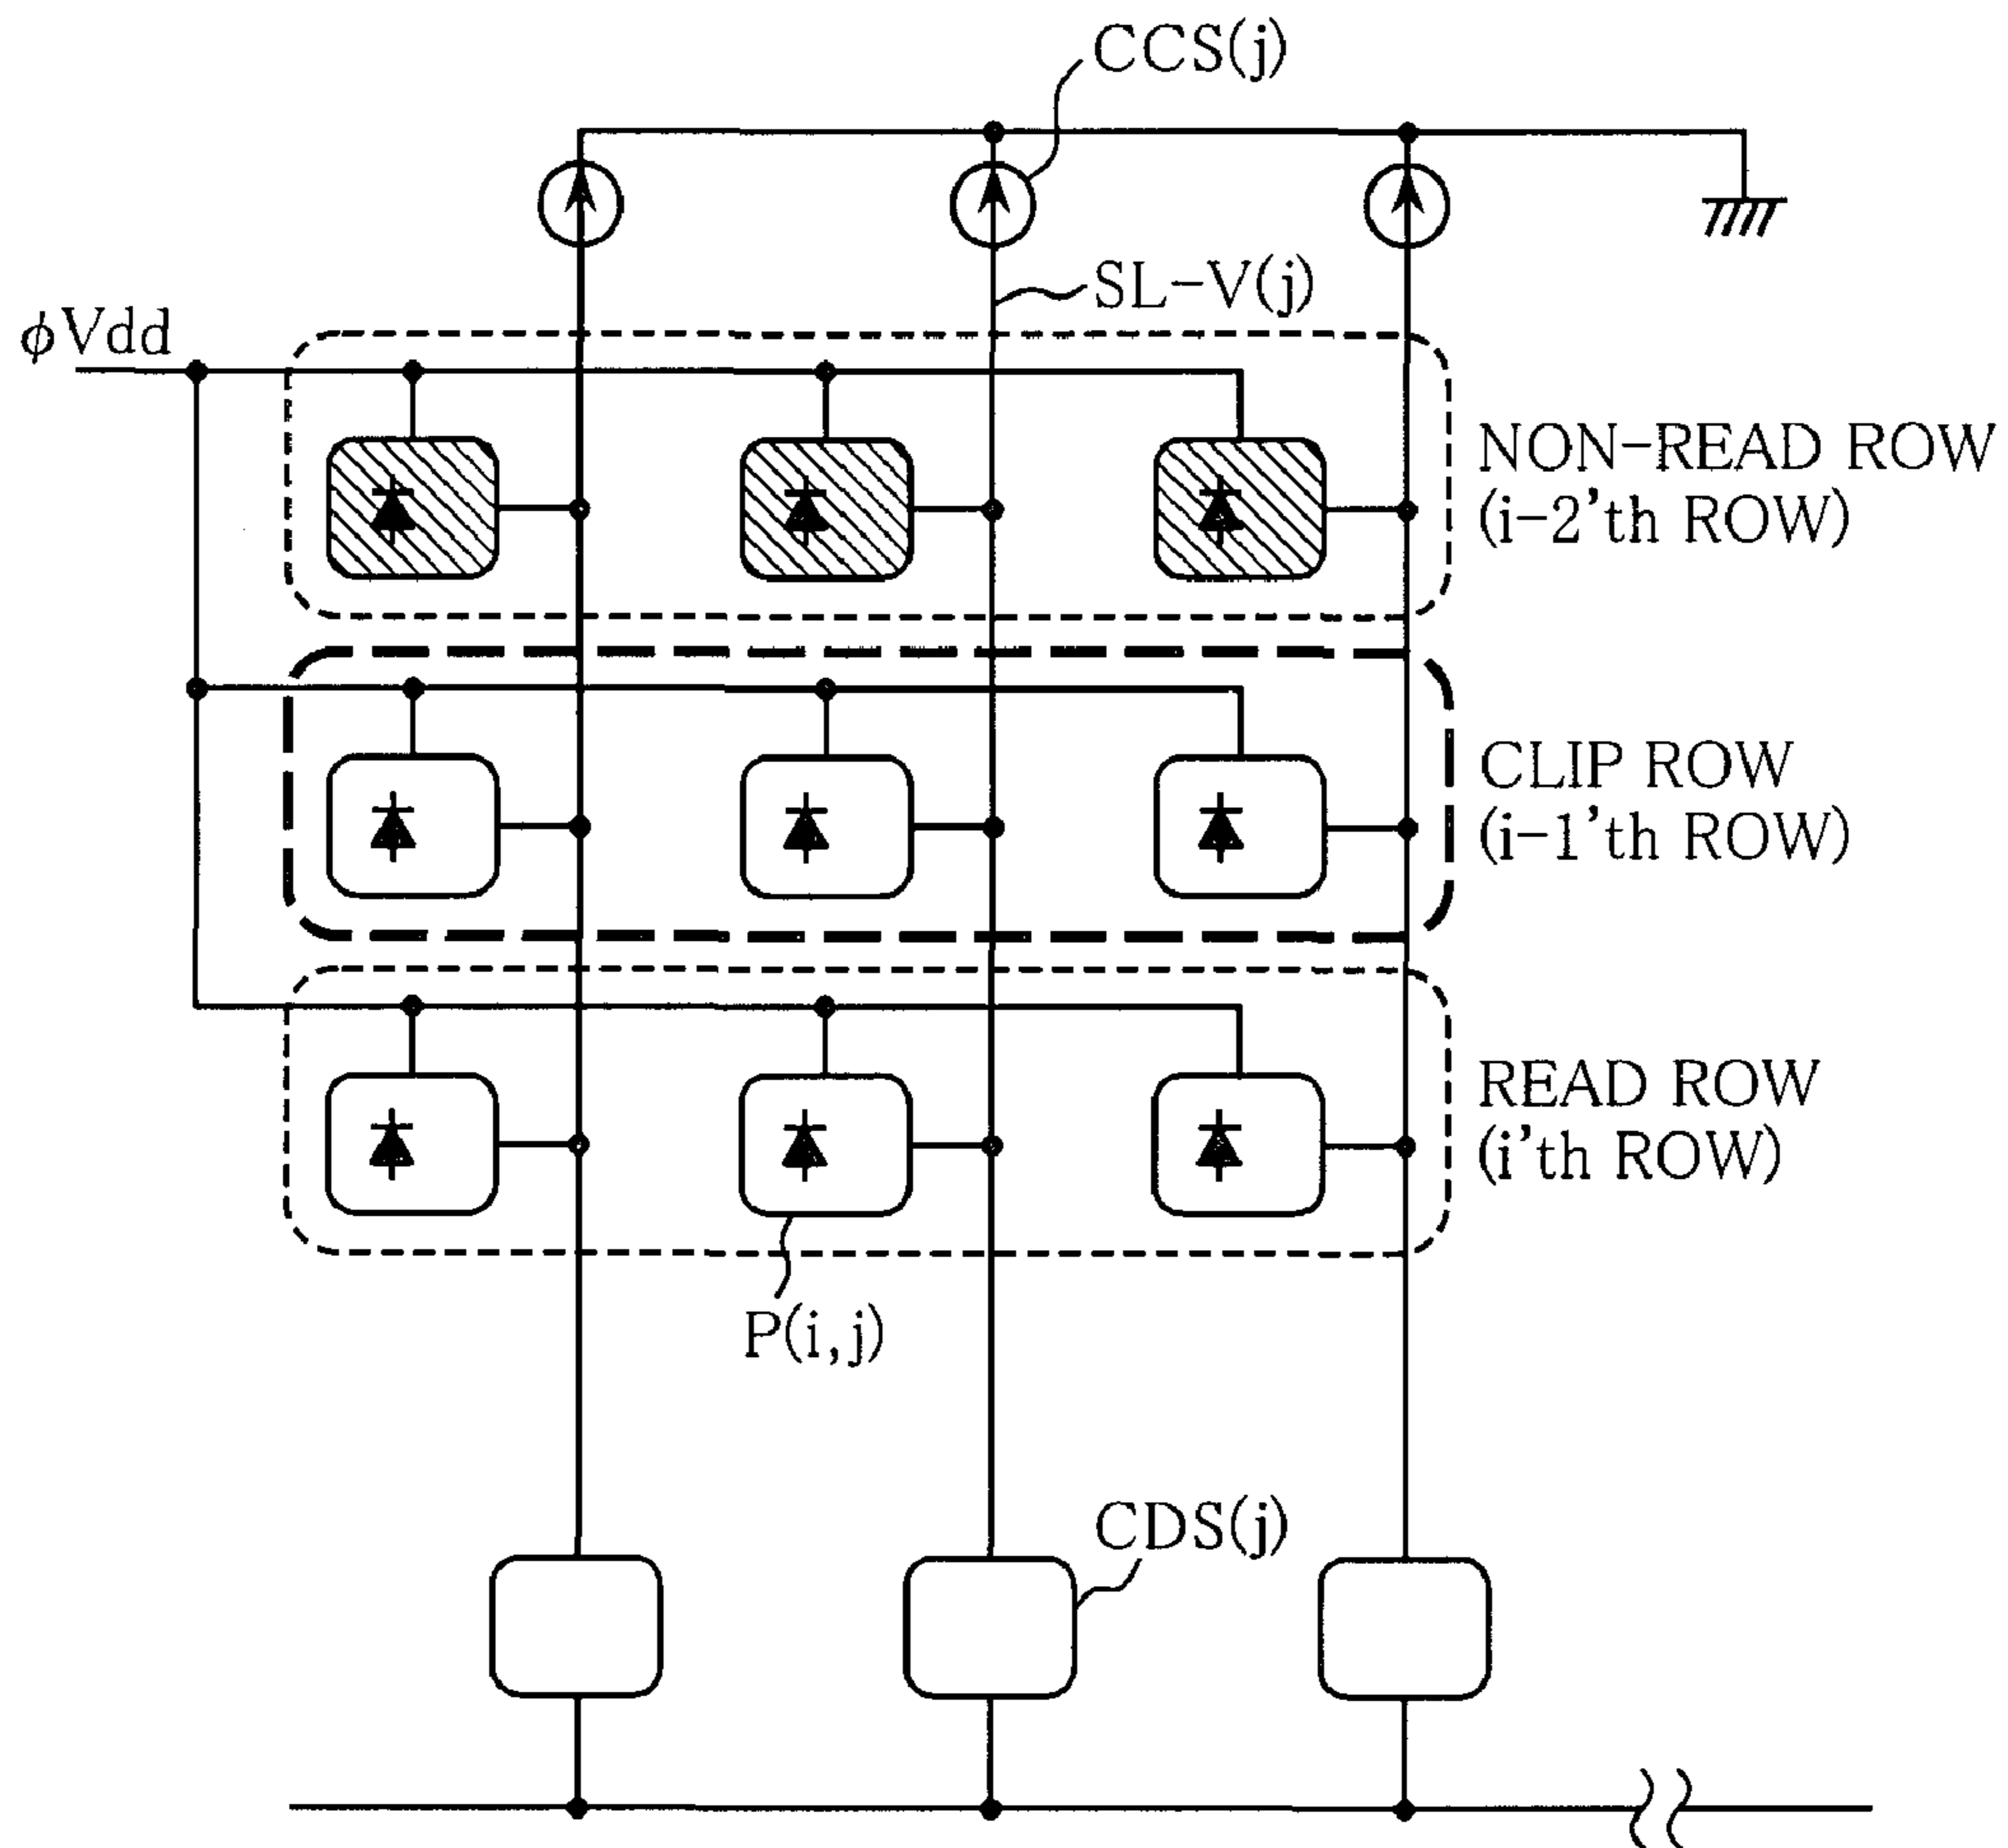 CCS(j)
SL-V(j)
φVdd
NON-READ ROW
(i-2'th ROW)
CLIP ROW
(i-1'th ROW)
READ ROW
(i'th ROW)
P(i,j)
CDS(j)